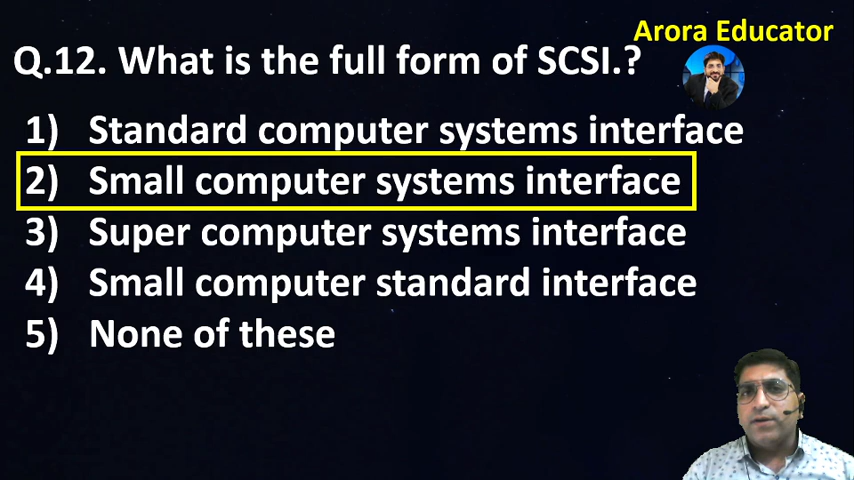 Arora Educator
Q.12. What is the full form of SCSI.?
1) Standard computer systems interface
2) Small computer systems interface
3) Super computer systems interface
4) Small computer standard interface
5) None of these